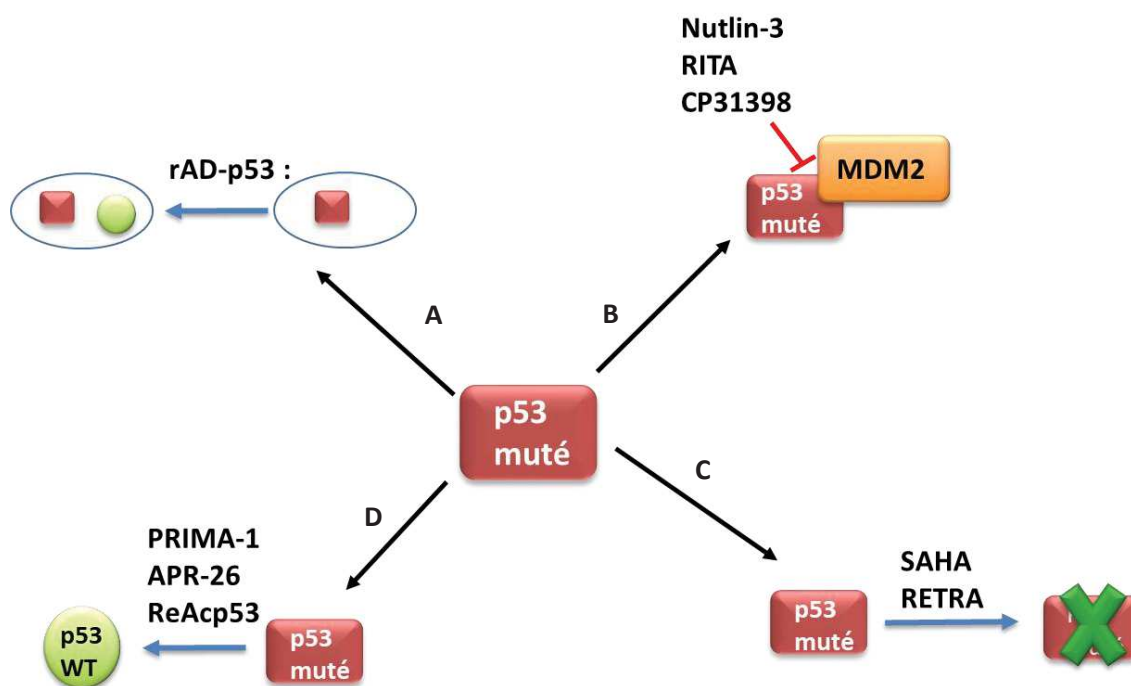 Nutlin-3
RITA
CP31398
MDM2
p53
muté
rAD-p53 :
A
B
p53
muté
C
D
PRIMA-1
APR-26
ReAcp53
p53
WT
p53
muté
SAHA
RETRA
p53
muté